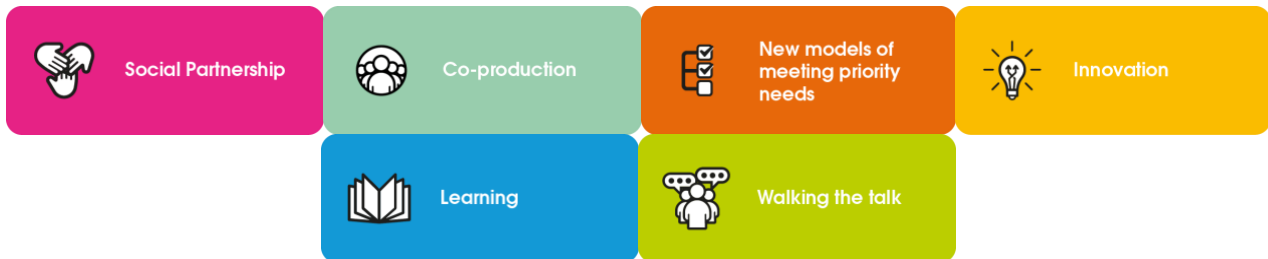 Social Partnership
Co-production
New models of
meeting priority
needs
Innovation
Learning
Walking the talk